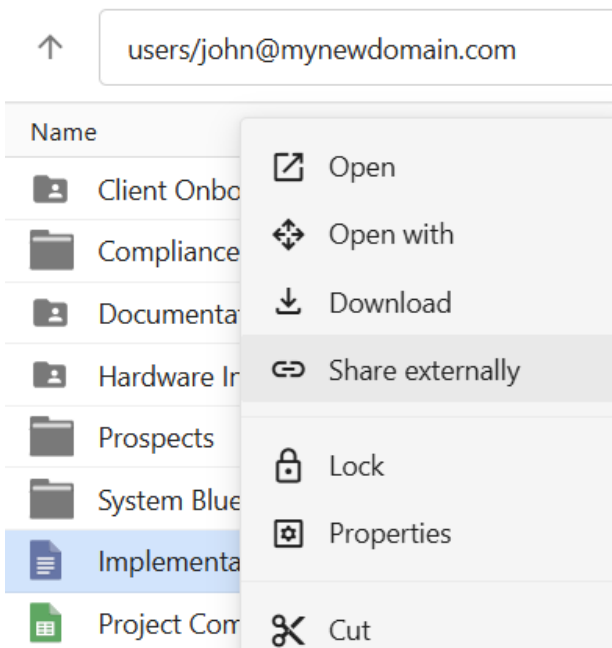 users/john@mynewdomain.com
Name
Client Onbo
Compliance
Documenta
Hardware In
Prospects
System Blue
Implementa
Project Com
Open
Open with
Download
Share externally
Lock
Properties
Cut